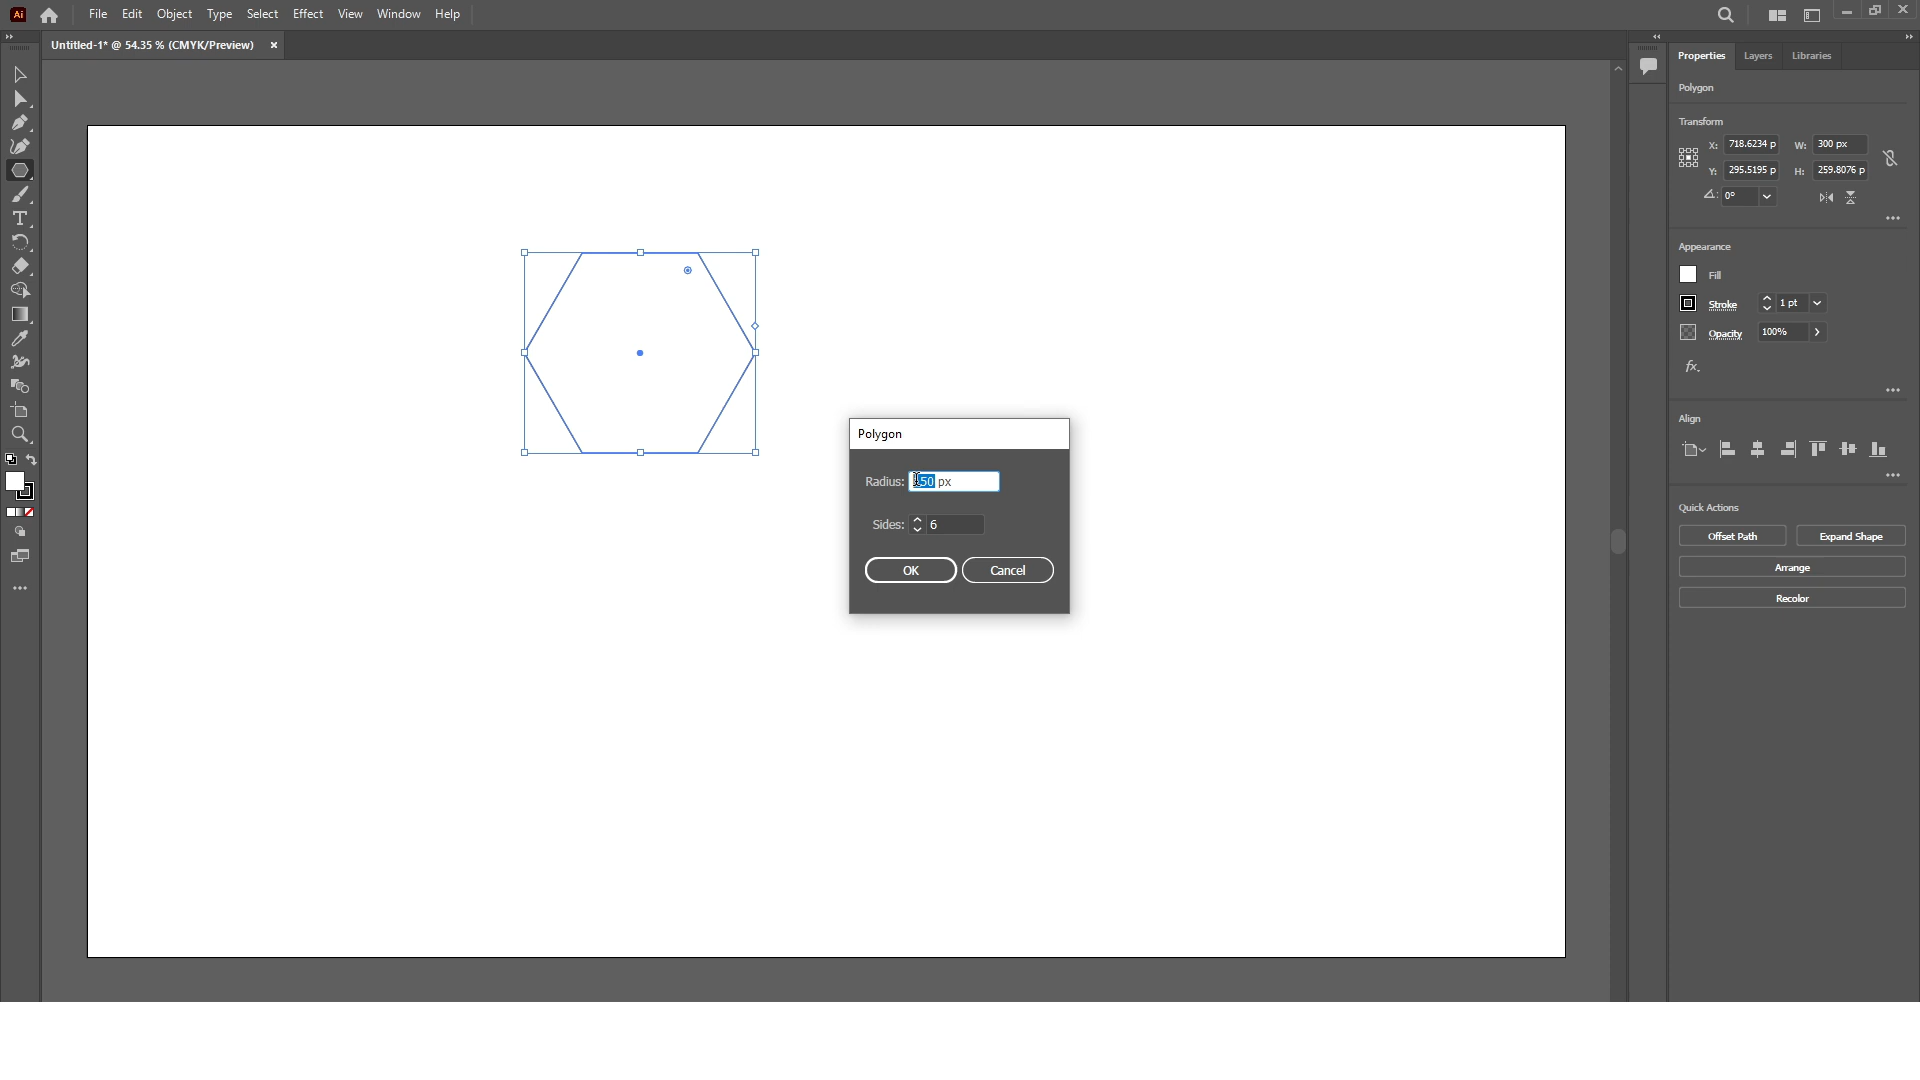 Ai File Edit Object Type Select Effect View Window Help
Untitled-1* @ 54.35 % (CMYK/Preview)
Properties Layers Libraries
Polygon
Transform
X: 718.6234 p W: 300 px
Y: 295.5195 p H: 259.8076 p
0°
Appearance
Fill
Stroke 1 pt
Opacity 100%
fx.
Align
Quick Actions
Offset Path Expand Shape
Arrange
Recolor
Polygon
Radius: 50 px
Sides: 6
OK Cancel